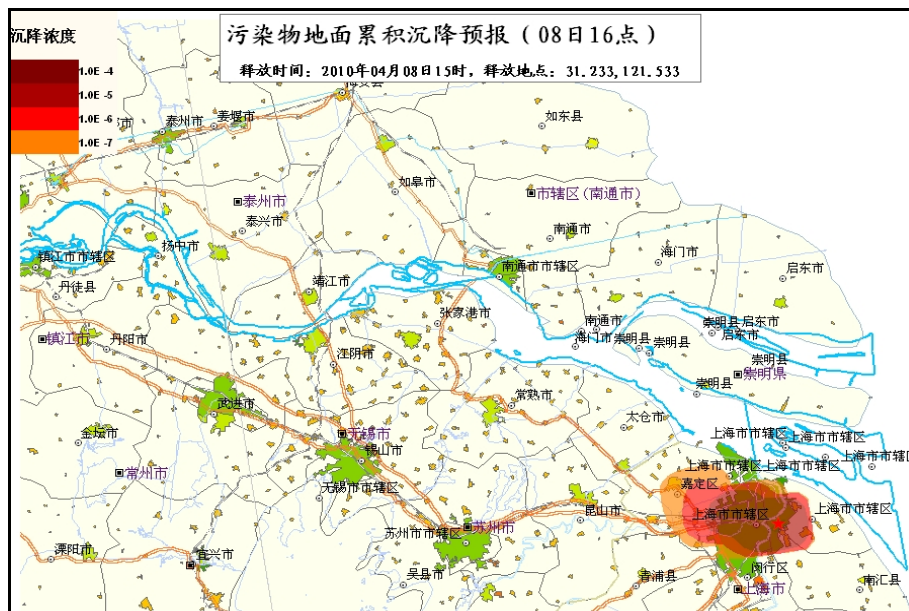 污染物地面累积沉降预报（08日16点）
释放时间：2010年04月08日15时，释放地点：31.233,121.533
沉降浓度
1.0E -4
1.0E -5
1.0E -6
1.0E -7
泰州市
姜堰市
如东县
如皋市
泰州市
市辖区(南通市)
泰兴市
南通市
扬中市
海门市
镇江市市辖区
南通市市辖区
启东市
丹徒县
靖江市
张家港市
南通市
崇明县
启东市
镇江市
丹阳市
海门市
崇明县
启东市
江阴市
崇明县
崇明县
崇明县
常熟市
武进市
太仓市
无锡市
金坛市
锡山市
上海市市辖区
上海市市辖区
上海市市辖区
常州市
上海市市辖区
上海市市辖区
无锡市市辖区
嘉定区
昆山市
上海市市辖区
上海市市辖区
苏州市
苏州市市辖区
溧阳市
宜兴市
吴县市
青浦县
闵行区
上海市
南汇县